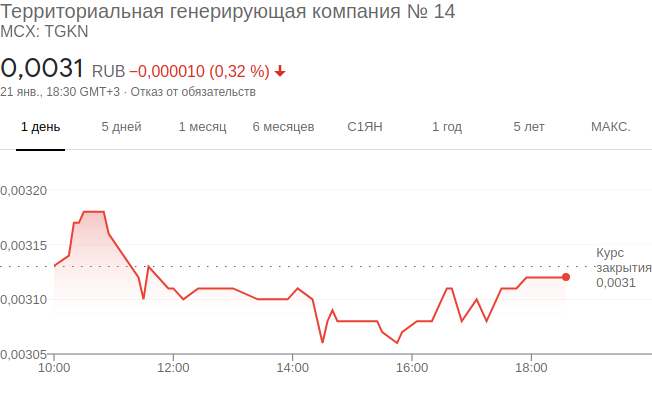 Территориальная генерирующая компания № 14
MCX: TGKN
0,0031 RUB −0,000010 (0,32 %)
21 янв., 18:30 GMT+3 · Отказ от обязательств
1 день 5 дней 1 месяц 6 месяцев С1ЯН 1 год 5 лет МАКС.
0,00320
0,00315
Курс
закрытия
0,0031
0,00310
0,00305
10:00 12:00 14:00 16:00 18:00